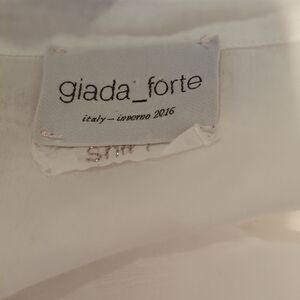 giada_forte
italy – inverno 2016